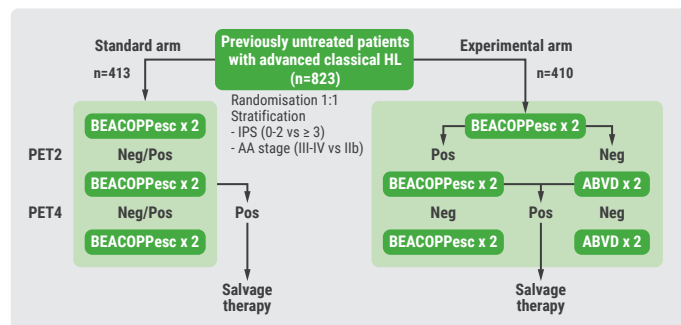 Standard arm
n=413
Previously untreated patients
with advanced classical HL
(n=823)
Experimental arm
n=410
Randomisation 1:1
Stratification
- IPS (0-2 vs ≥ 3)
- AA stage (III-IV vs IIb)
BEACOPPesc x 2
PET2
Neg/Pos
BEACOPPesc x 2
PET4
Neg/Pos
Pos
BEACOPPesc x 2
Salvage
therapy
BEACOPPesc x 2
Pos
Neg
BEACOPPesc x 2
ABVD x 2
Neg
Pos
Neg
BEACOPPesc x 2
ABVD x 2
Salvage
therapy